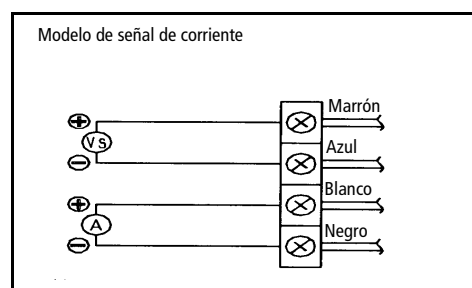 Modelo de señal de corriente
Marrón
+
VS
Azul
−
Blanco
+
A
Negro
−